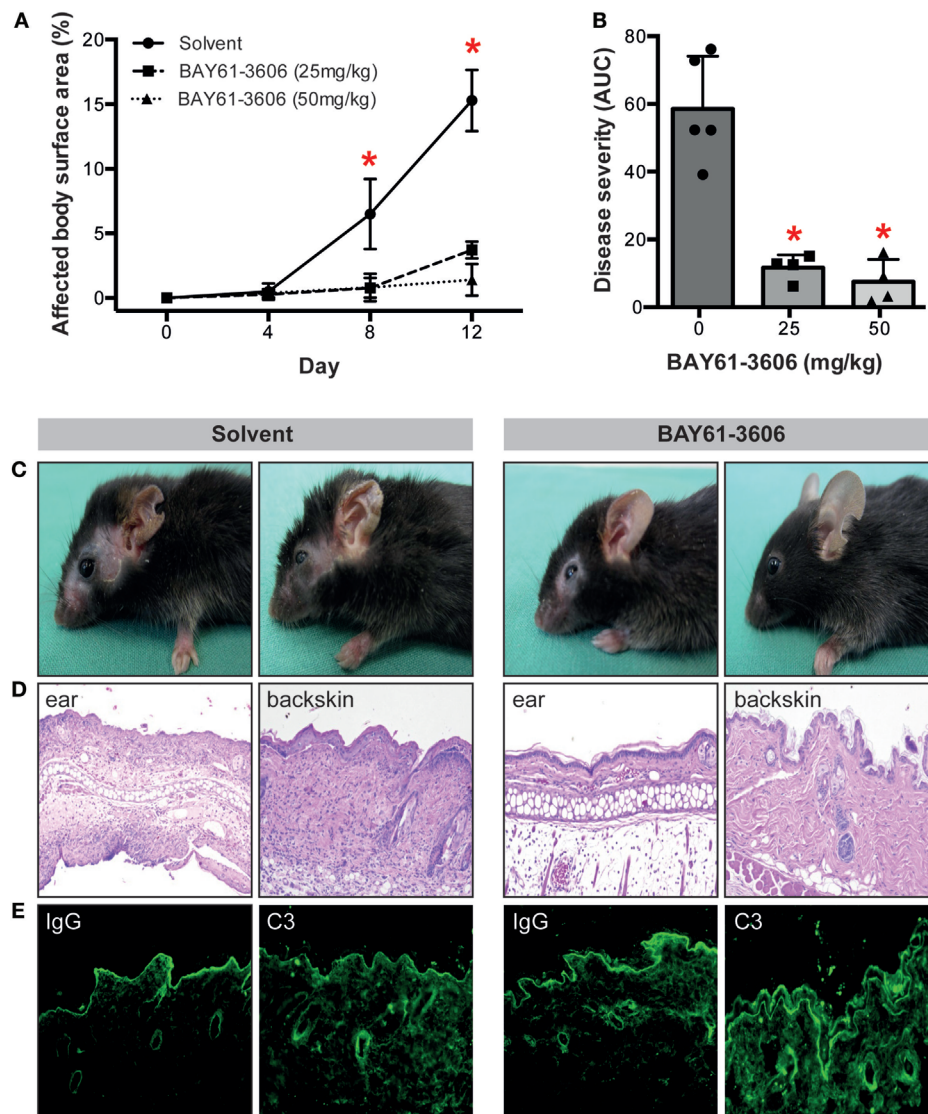 A
Affected body surface area (%)
20
15
10
5
0
Solvent
BAY61-3606 (25mg/kg)
BAY61-3606 (50mg/kg)
*
*
0 4 8 12
Day
B
Disease severity (AUC)
80
60
40
20
0
*
*
0 25 50
BAY61-3606 (mg/kg)
Solvent
BAY61-3606
C
D
ear
backskin
ear
backskin
E
IgG
C3
IgG
C3